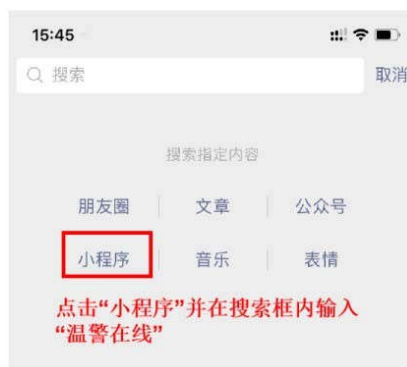 15:45
搜索 取消
搜索指定内容
朋友圈 文章 公众号
小程序 音乐 表情
点击“小程序”并在搜索框内输入
“温警在线”